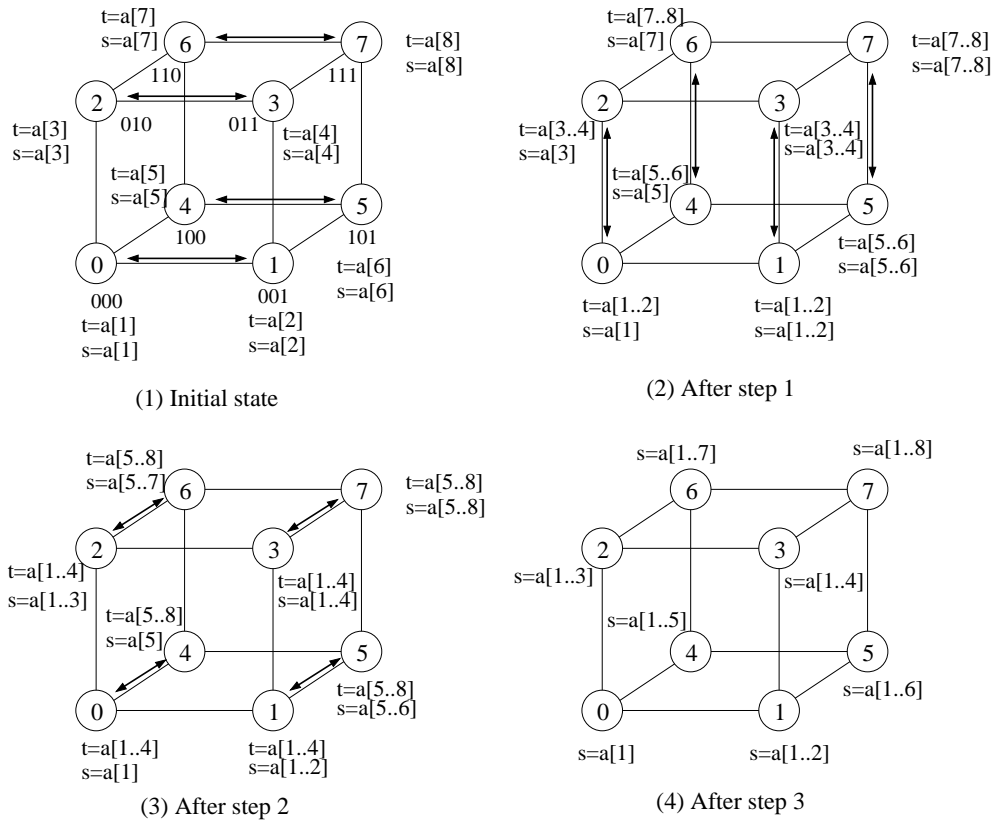 t=a[7]
s=a[7]
6
7
t=a[8]
s=a[8]
110
111
2
3
010
011
t=a[3]
s=a[3]
t=a[4]
s=a[4]
t=a[5]
s=a[5]
4
5
100
101
0
1
t=a[6]
s=a[6]
000
001
t=a[1]
s=a[1]
t=a[2]
s=a[2]
(1) Initial state
t=a[7..8]
s=a[7]
6
7
t=a[7..8]
s=a[7..8]
2
3
t=a[3..4]
s=a[3]
t=a[3..4]
s=a[3..4]
t=a[5..6]
s=a[5]
4
5
t=a[5..6]
s=a[5..6]
0
1
t=a[1..2]
s=a[1]
t=a[1..2]
s=a[1..2]
(2) After step 1
t=a[5..8]
s=a[5..7]
6
7
t=a[5..8]
s=a[5..8]
2
3
t=a[1..4]
s=a[1..3]
t=a[1..4]
s=a[1..4]
t=a[5..8]
s=a[5]
4
5
t=a[5..8]
s=a[5..6]
0
1
t=a[1..4]
s=a[1]
t=a[1..4]
s=a[1..2]
(3) After step 2
s=a[1..7]
s=a[1..8]
6
7
2
3
s=a[1..3]
s=a[1..4]
s=a[1..5]
4
5
s=a[1..6]
0
1
s=a[1]
s=a[1..2]
(4) After step 3